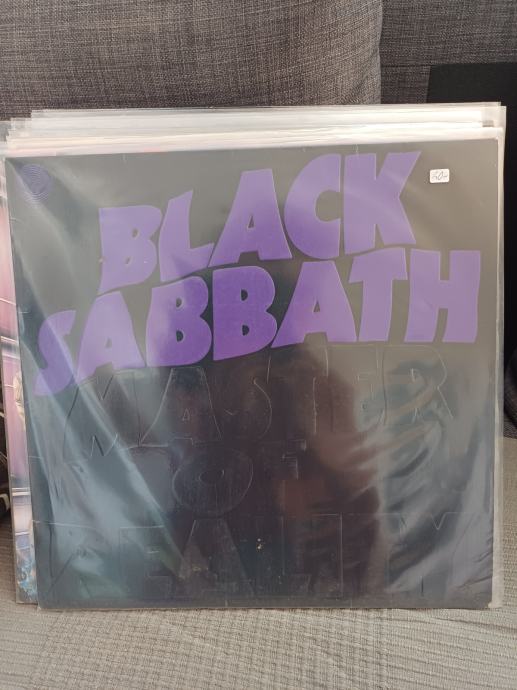 BLACK
SABBATH
MASTER
OF
REALITY